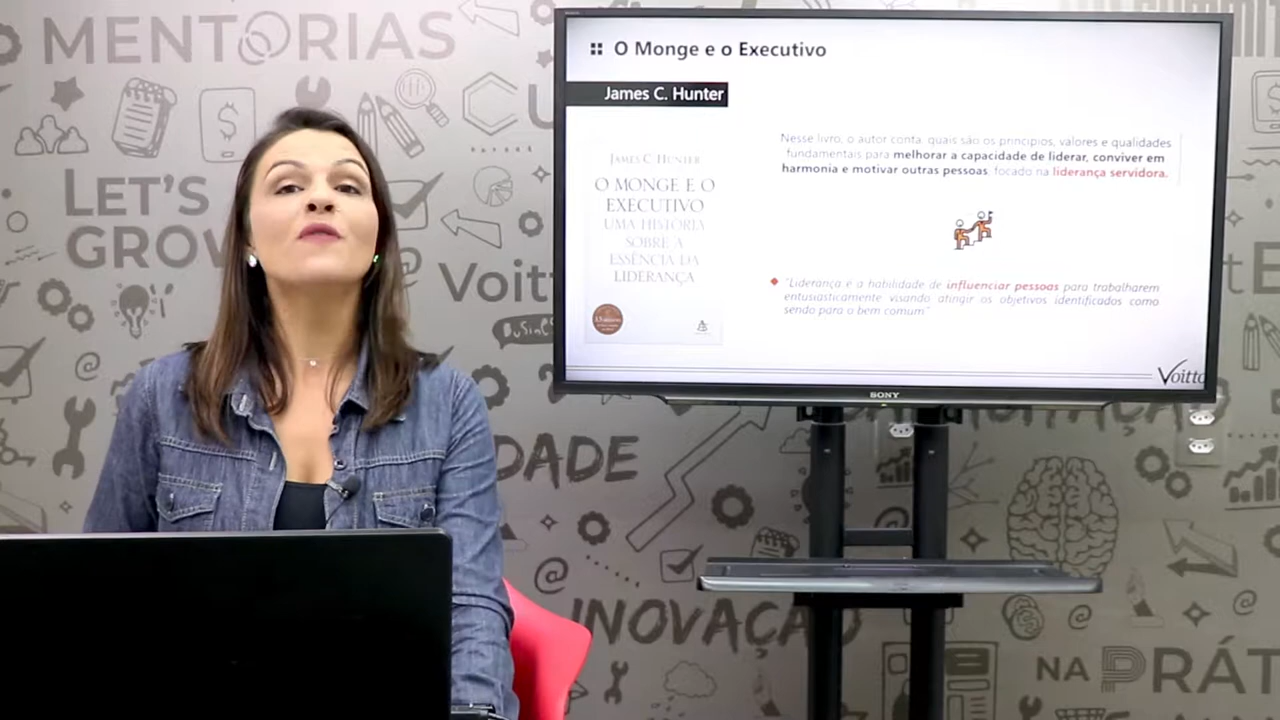 MENTORIAS
LET'S
GROW
Voitto
BUSINE
DADE
INOVAÇÃO
NA PRÁT
O Monge e o Executivo
James C. Hunter
JAMES C. HUNTER
O MONGE E O
EXECUTIVO
UMA HISTÓRIA
SOBRE A
ESSÊNCIA DA
LIDERANÇA
Nesse livro, o autor conta, quais são os princípios, valores e qualidades
fundamentais para melhorar a capacidade de liderar, conviver em
harmonia e motivar outras pessoas, focado na liderança servidora.
"Liderança é a habilidade de influenciar pessoas para trabalharem
entusiasticamente visando atingir os objetivos identificados como
sendo para o bem comum"
Voitto
SONY